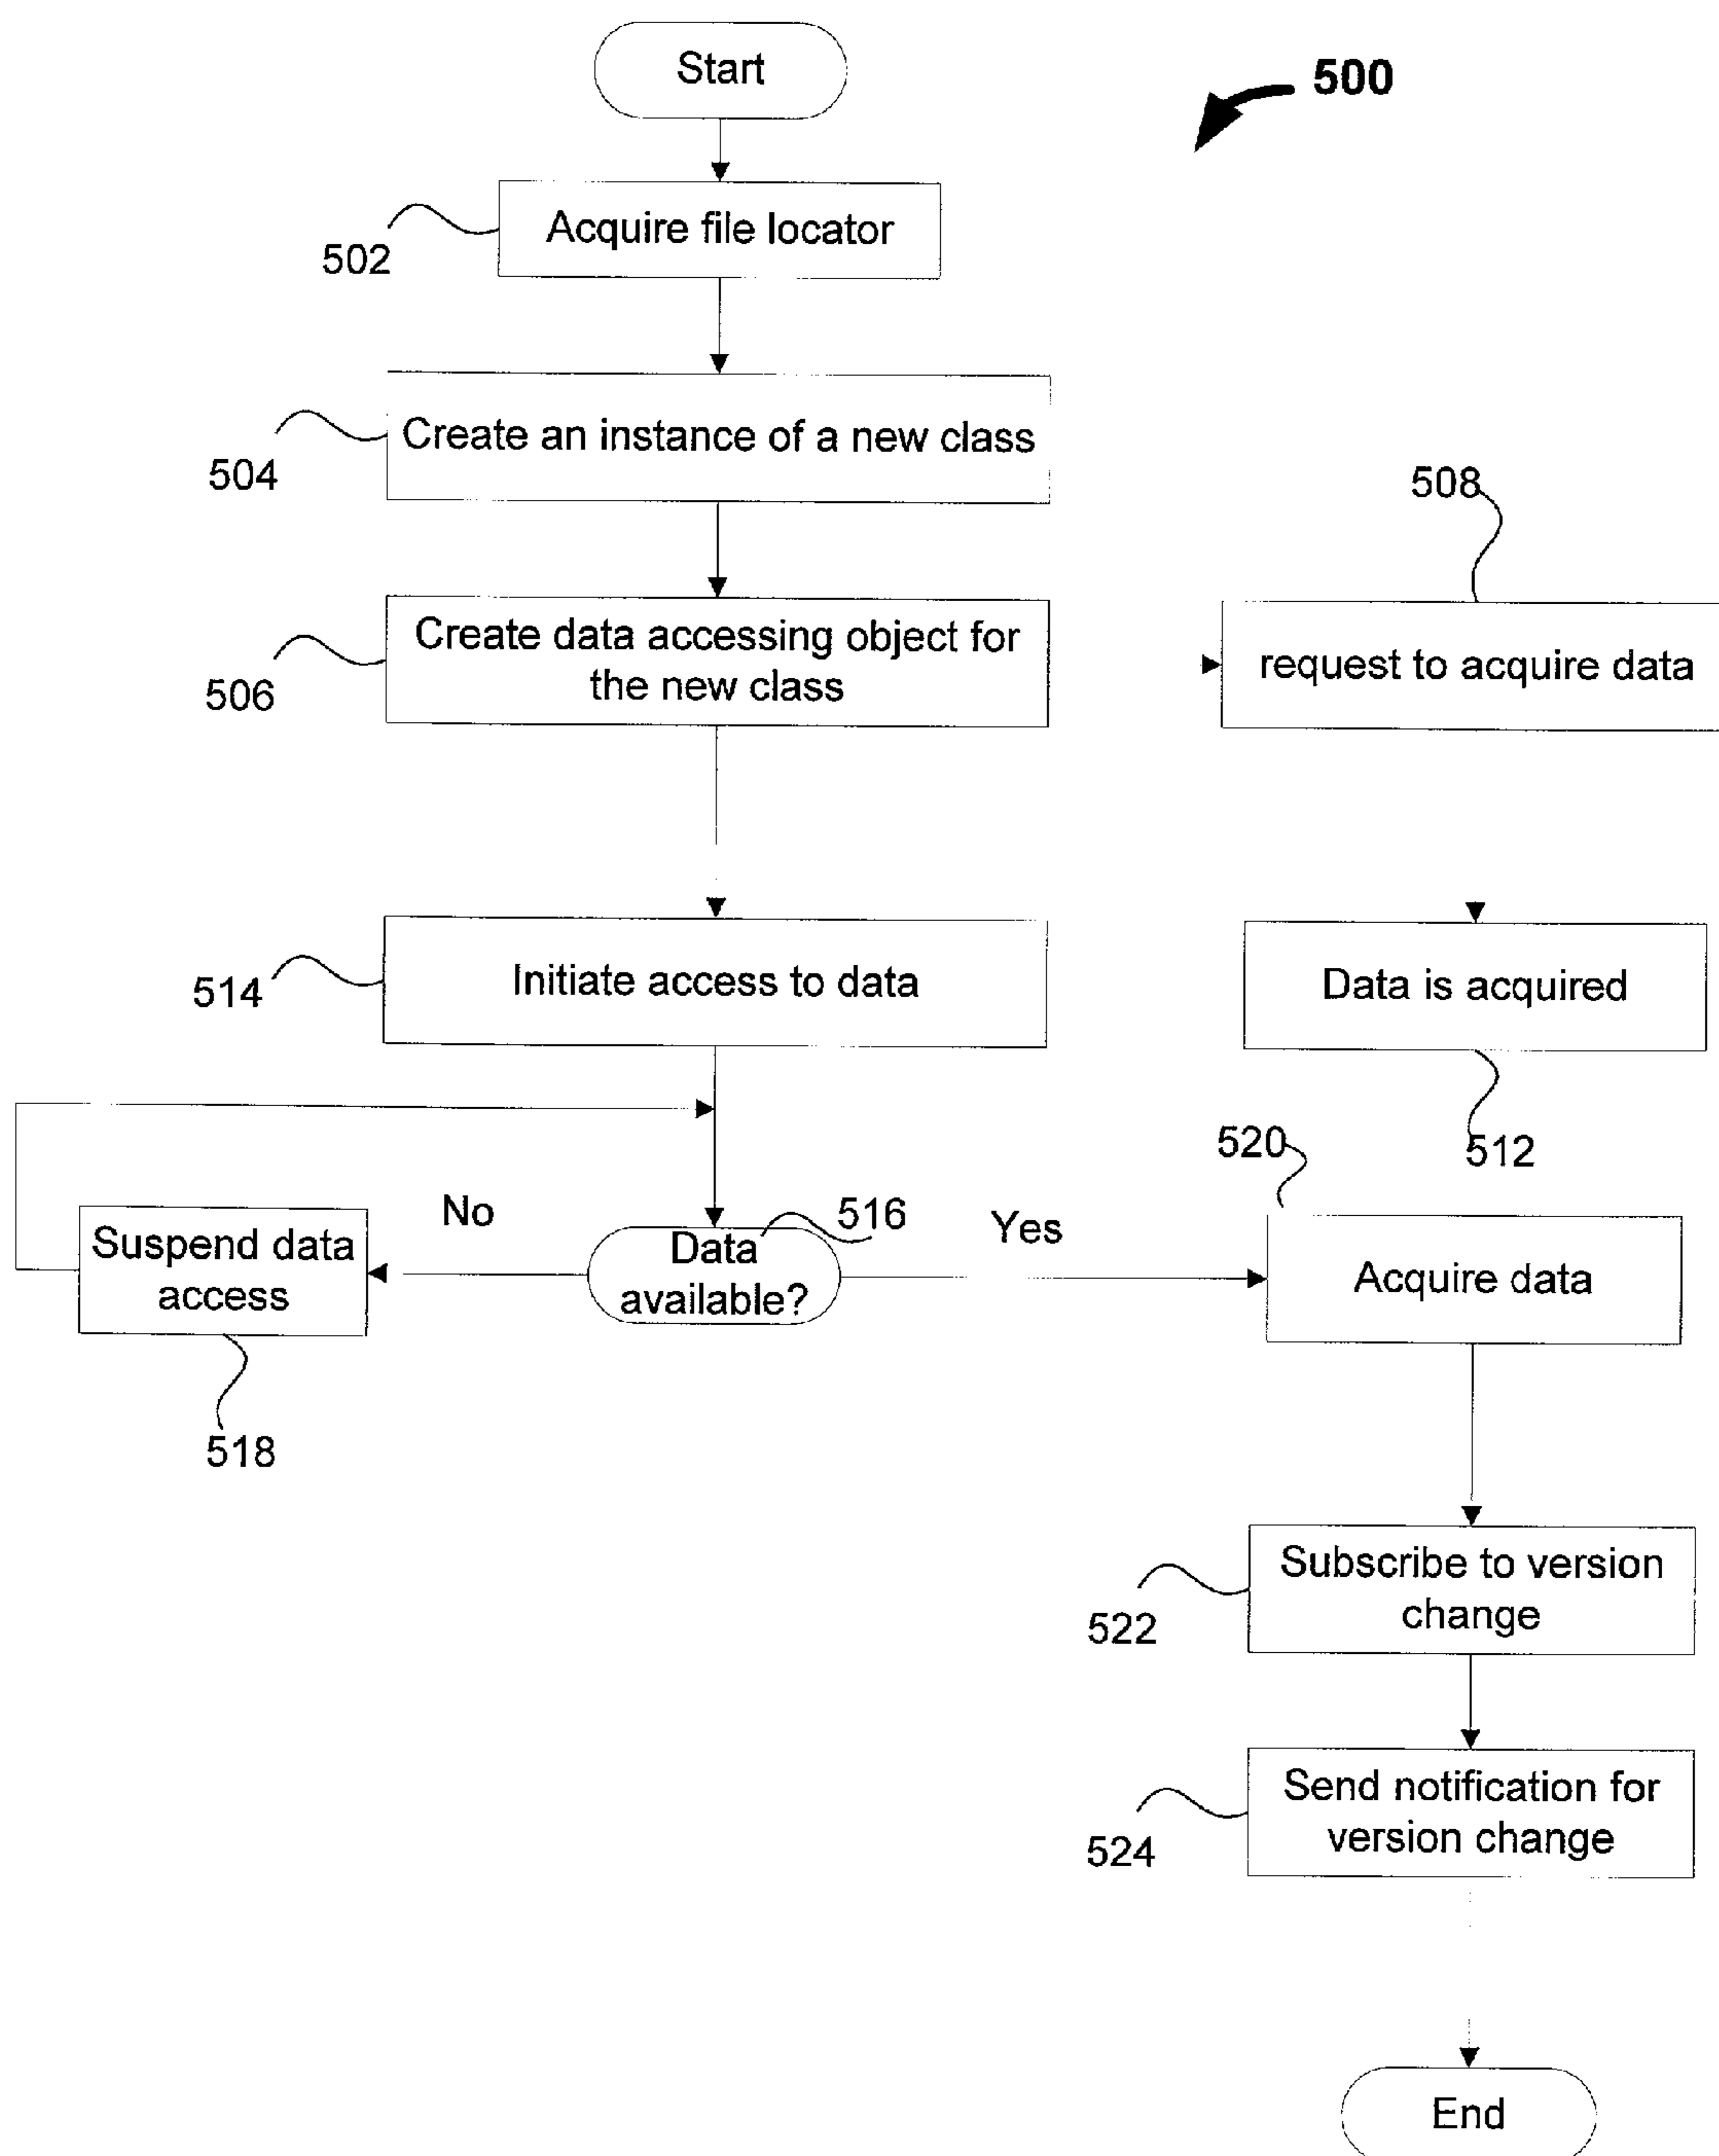 Start
500
Acquire file locator
502
Create an instance of a new class
504
508
Create data accessing object for
the new class
506
request to acquire data
Initiate access to data
514
Data is acquired
512
520
No
516
Yes
Suspend data
access
Data
available?
Acquire data
518
Subscribe to version
change
522
Send notification for
version change
524
End